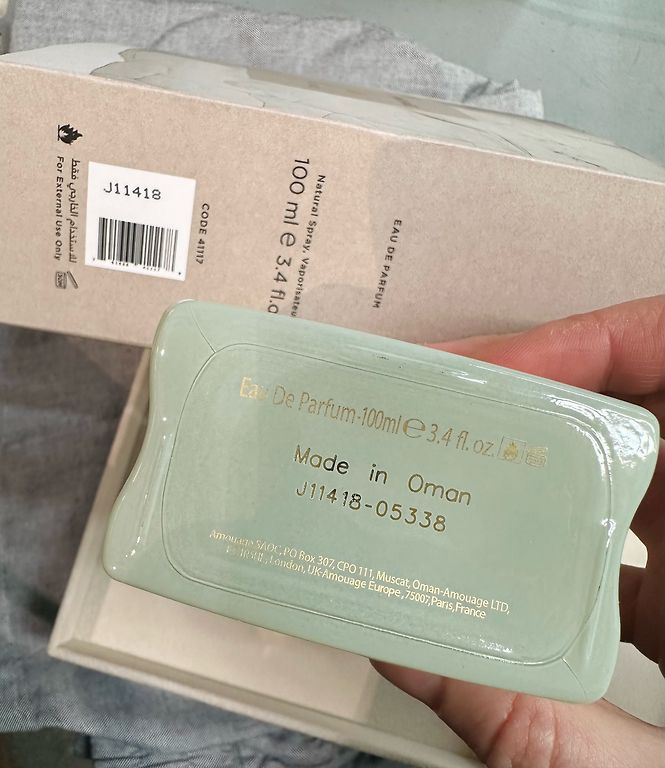 J11418
للاستخدام الخارجي فقط
For External Use Only
CODE 41117
Natural Spray. Vaporisateur
100 ml e 3.4 fl.o
EAU DE PARFUM
Eau De Parfum-100ml e 3.4 fl. oz.
Made in Oman
J11418-05338
Amouage SAOC, PO Box 307, CPO 111, Muscat, Oman-Amouage LTD,
London, UK-Amouage Europe, 75007, Paris, France